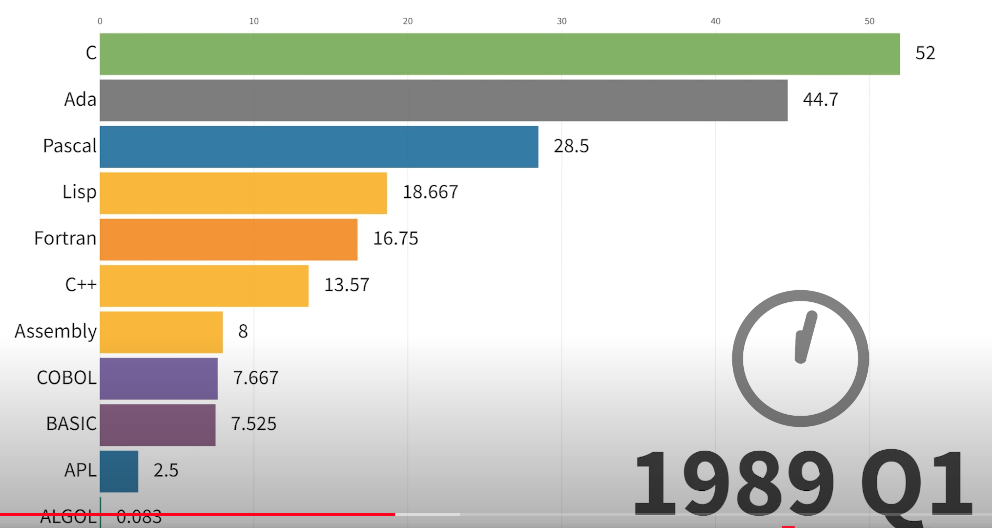 0 10 20 30 40 50
C 52
Ada 44.7
Pascal 28.5
Lisp 18.667
Fortran 16.75
C++ 13.57
Assembly 8
COBOL 7.667
BASIC 7.525
APL 2.5
ALGOL 0.083
1989 Q1